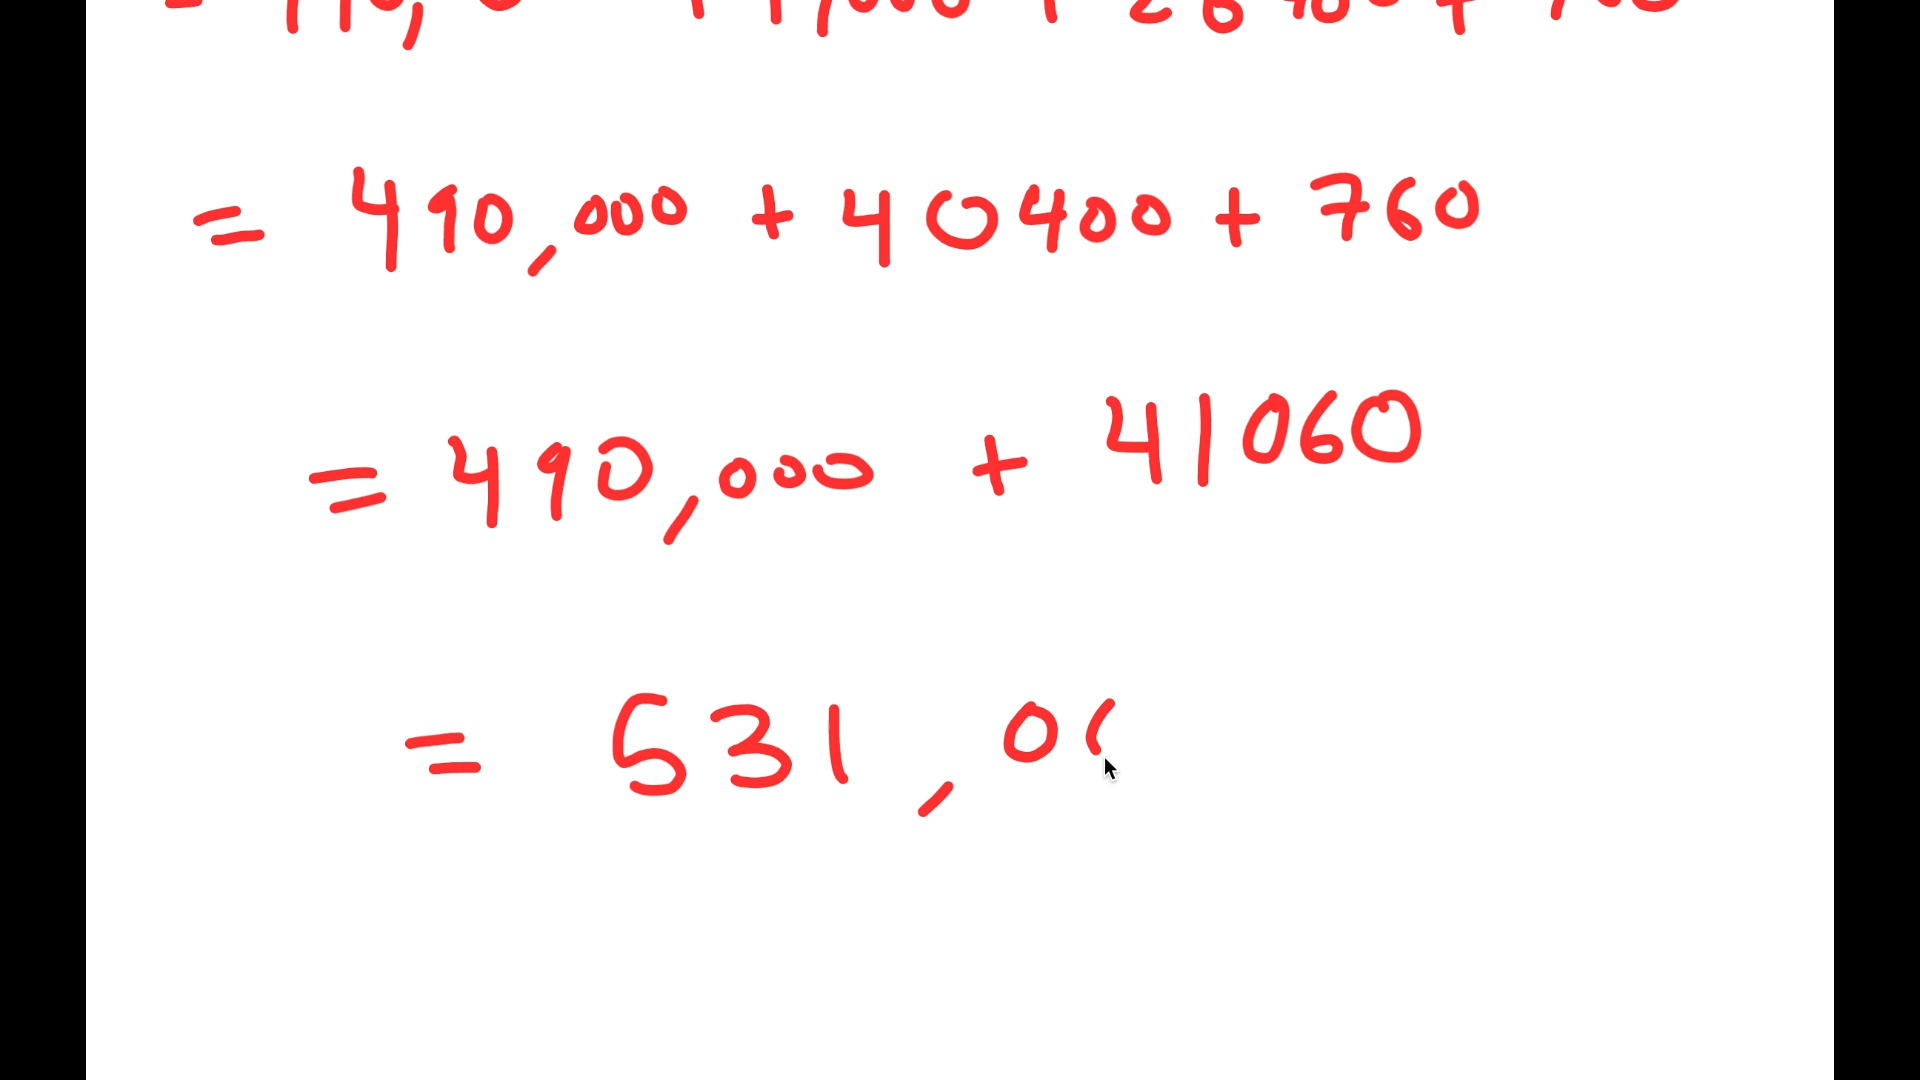 = 490,000 + 40400 + 760
= 490,000 + 41060
= 531,0